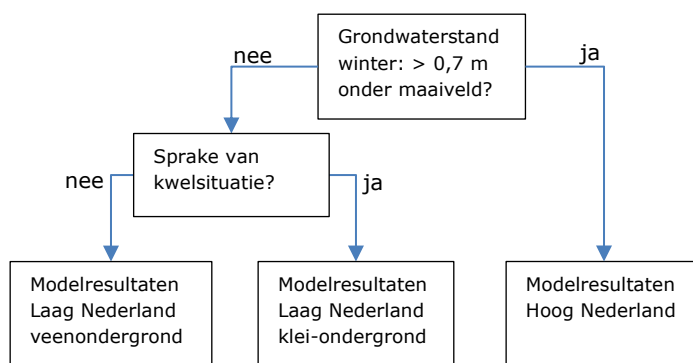 Grondwaterstand
winter: > 0,7 m
onder maaiveld?
nee
ja
Sprake van
kwelsituatie?
nee
ja
Modelresultaten
Laag Nederland
veenondergrond
Modelresultaten
Laag Nederland
klei-ondergrond
Modelresultaten
Hoog Nederland